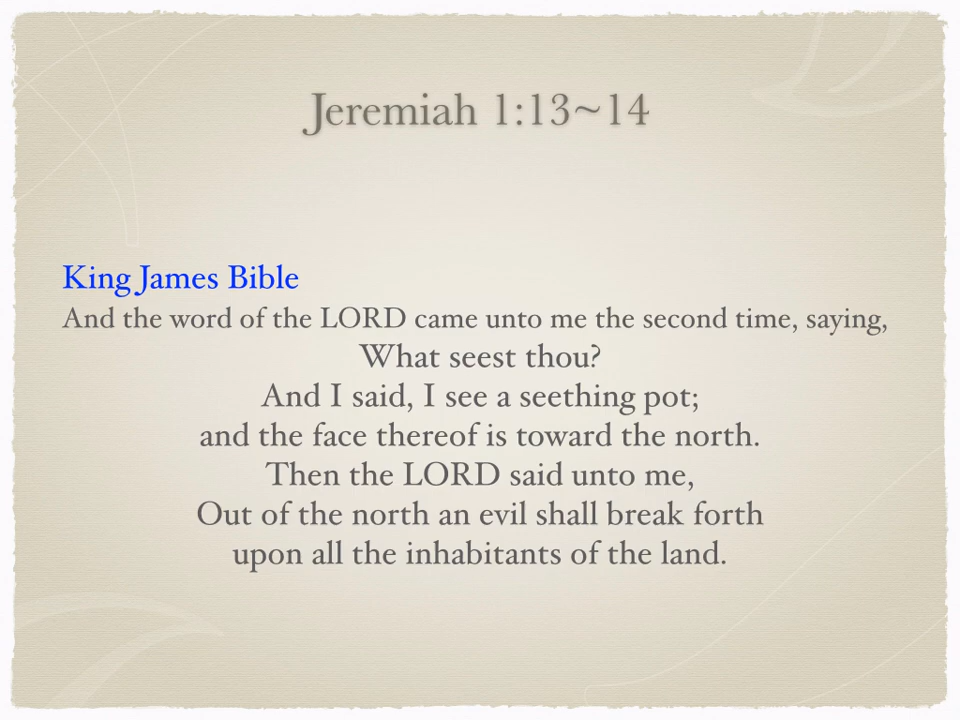 Jeremiah 1:13~14
King James Bible
And the word of the LORD came unto me the second time, saying,
What seest thou?
And I said, I see a seething pot;
and the face thereof is toward the north.
Then the LORD said unto me,
Out of the north an evil shall break forth
upon all the inhabitants of the land.